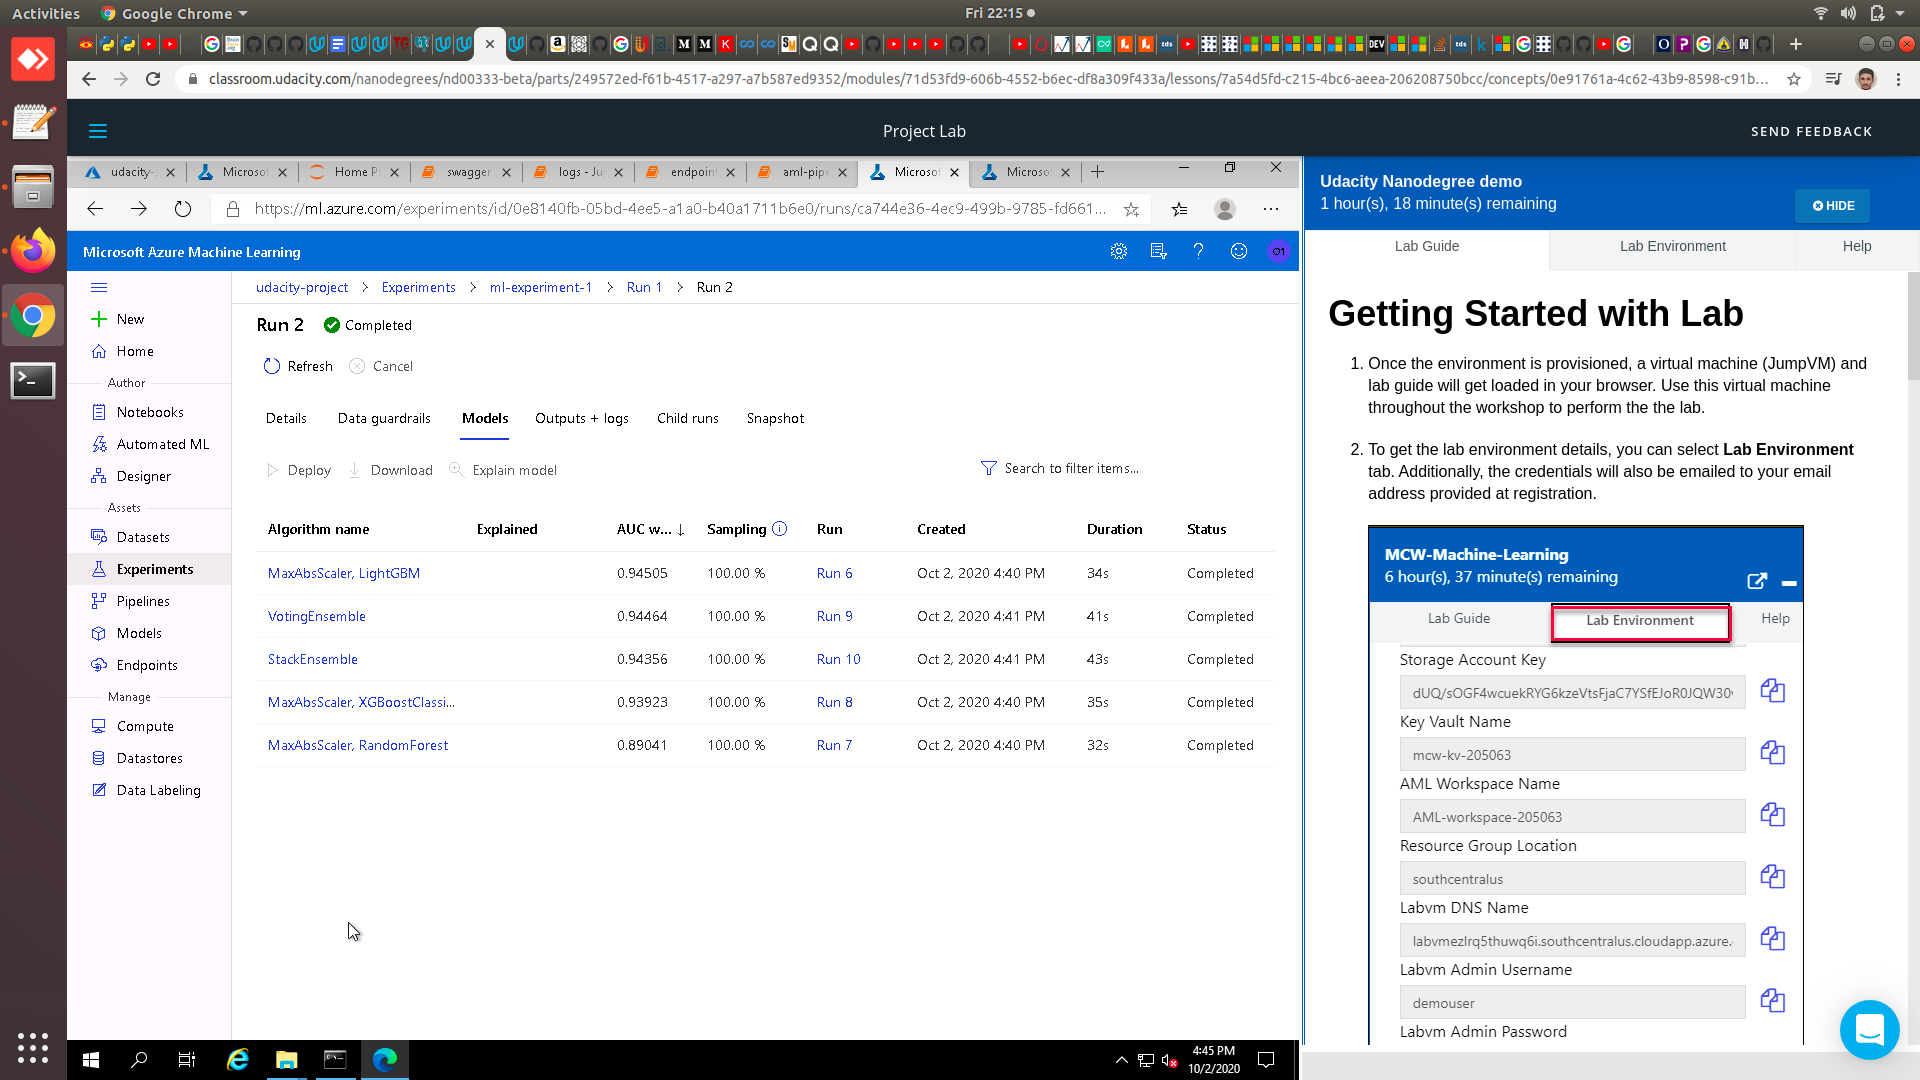 Activities
Google Chrome
Fri 22:15
classroom.udacity.com/nanodegrees/nd00333-beta/parts/249572ed-f61b-4517-a297-a7b587ed9352/modules/71d53fd9-606b-4552-b6ec-df8a309f433a/lessons/7a54d5fd-c215-4bc6-aeea-206208750bcc/concepts/0e91761a-4c62-43b9-8598-c91b...
Project Lab
SEND FEEDBACK
udacity-
Microsof
Home P
swagger
logs - Ju
endpoin
aml-pipe
Microsof
Microsof
https://ml.azure.com/experiments/id/0e8140fb-05bd-4ee5-a1a0-b40a1711b6e0/runs/ca744e36-4ec9-499b-9785-fd661...
Microsoft Azure Machine Learning
udacity-project > Experiments > ml-experiment-1 > Run 1 > Run 2
Run 2 Completed
Refresh Cancel
Details Data guardrails Models Outputs + logs Child runs Snapshot
Deploy Download Explain model Search to filter items...
Algorithm name Explained AUC w... ↓ Sampling Run Created Duration Status
MaxAbsScaler, LightGBM 0.94505 100.00 % Run 6 Oct 2, 2020 4:40 PM 34s Completed
VotingEnsemble 0.94464 100.00 % Run 9 Oct 2, 2020 4:41 PM 41s Completed
StackEnsemble 0.94356 100.00 % Run 10 Oct 2, 2020 4:41 PM 43s Completed
MaxAbsScaler, XGBoostClassi... 0.93923 100.00 % Run 8 Oct 2, 2020 4:40 PM 35s Completed
MaxAbsScaler, RandomForest 0.89041 100.00 % Run 7 Oct 2, 2020 4:40 PM 32s Completed
New
Home
Author
Notebooks
Automated ML
Designer
Assets
Datasets
Experiments
Pipelines
Models
Endpoints
Manage
Compute
Datastores
Data Labeling
4:45 PM
10/2/2020
Udacity Nanodegree demo
1 hour(s), 18 minute(s) remaining
HIDE
Lab Guide Lab Environment Help
Getting Started with Lab
1. Once the environment is provisioned, a virtual machine (JumpVM) and
lab guide will get loaded in your browser. Use this virtual machine
throughout the workshop to perform the the lab.
2. To get the lab environment details, you can select Lab Environment
tab. Additionally, the credentials will also be emailed to your email
address provided at registration.
MCW-Machine-Learning
6 hour(s), 37 minute(s) remaining
Lab Guide Lab Environment Help
Storage Account Key
dUQ/sOGF4wcuekRYG6kzeVtsFjaC7YSfEJoR0JQW30
Key Vault Name
mcw-kv-205063
AML Workspace Name
AML-workspace-205063
Resource Group Location
southcentralus
Labvm DNS Name
labvmezlrq5thuwq6i.southcentralus.cloudapp.azure.
Labvm Admin Username
demouser
Labvm Admin Password